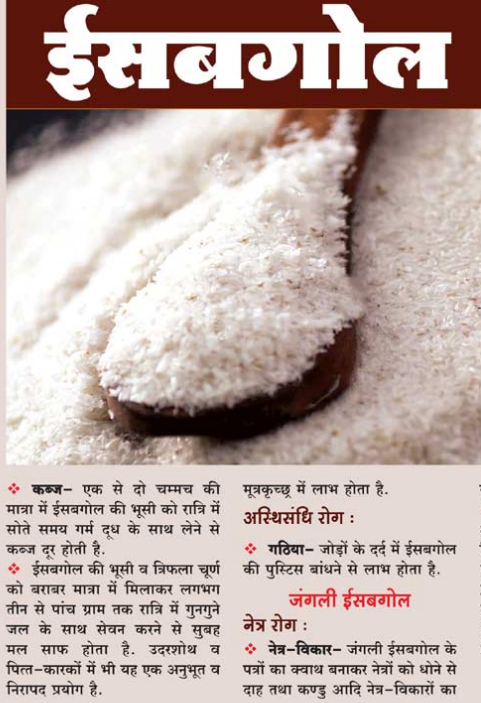 ईसबगोल
❖ कब्ज– एक से दो चम्मच की
मात्रा में ईसबगोल की भूसी को रात्रि में
सोते समय गर्म दूध के साथ लेने से
कब्ज दूर होती है.
❖ ईसबगोल की भूसी व त्रिफला चूर्ण
को बराबर मात्रा में मिलाकर लगभग
तीन से पांच ग्राम तक रात्रि में गुनगुने
जल के साथ सेवन करने से सुबह
मल साफ होता है. उदरशोथ व
पित्त-कारकों में भी यह एक अनुभूत व
निरापद प्रयोग है.
मूत्रकृच्छ्र में लाभ होता है.
अस्थिसंधि रोग :
❖ गठिया– जोड़ों के दर्द में ईसबगोल
की पुस्टिस बांधने से लाभ होता है.
जंगली ईसबगोल
नेत्र रोग :
❖ नेत्र-विकार– जंगली ईसबगोल के
पत्रों का क्वाथ बनाकर नेत्रों को धोने से
दाह तथा कण्डु आदि नेत्र-विकारों का